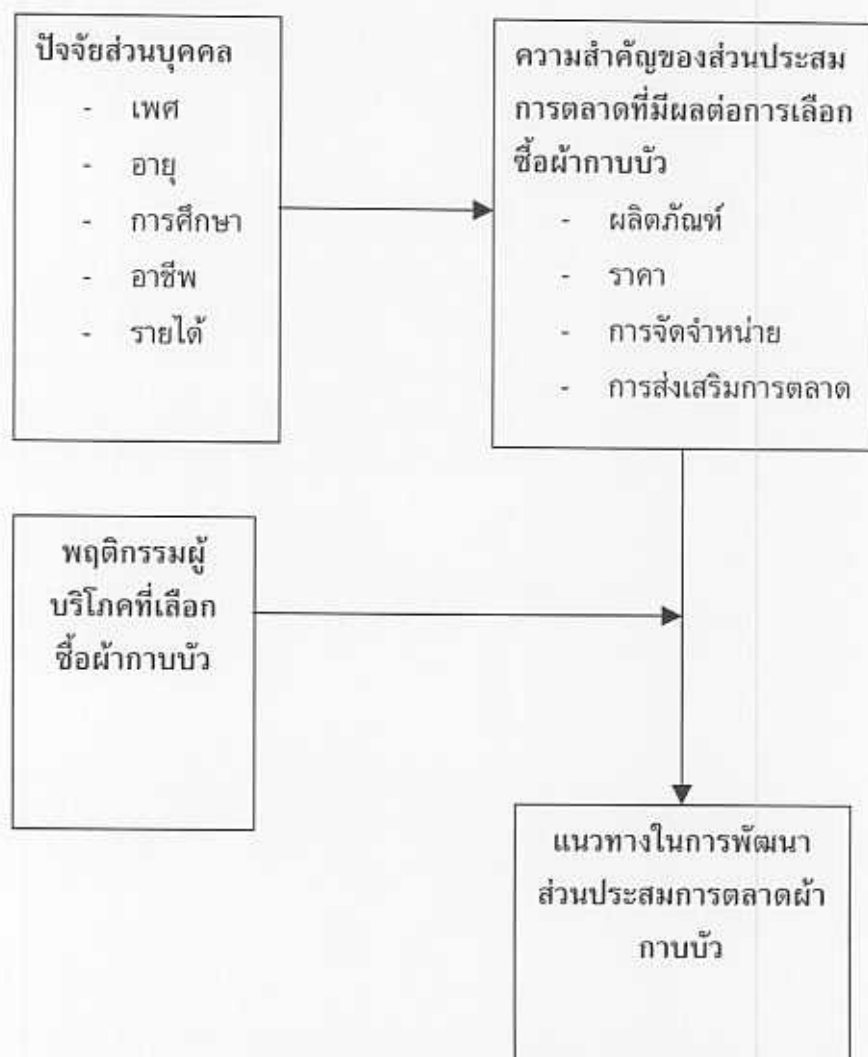 ปัจจัยส่วนบุคคล
- เพศ
- อายุ
- การศึกษา
- อาชีพ
- รายได้
ความสำคัญของส่วนประสม
การตลาดที่มีผลต่อการเลือก
ซื้อผ้ากาบบัว
- ผลิตภัณฑ์
- ราคา
- การจัดจำหน่าย
- การส่งเสริมการตลาด
พฤติกรรมผู้
บริโภคที่เลือก
ซื้อผ้ากาบบัว
แนวทางในการพัฒนา
ส่วนประสมการตลาดผ้า
กาบบัว